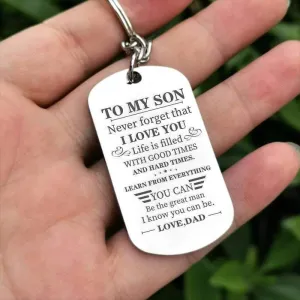 TO MY SON
Never forget that
I LOVE YOU
Life is filled
WITH GOOD TIMES
AND HARD TIMES.
LEARN FROM EVERYTHING
YOU CAN
Be the great man
I know you can be.
LOVE,DAD